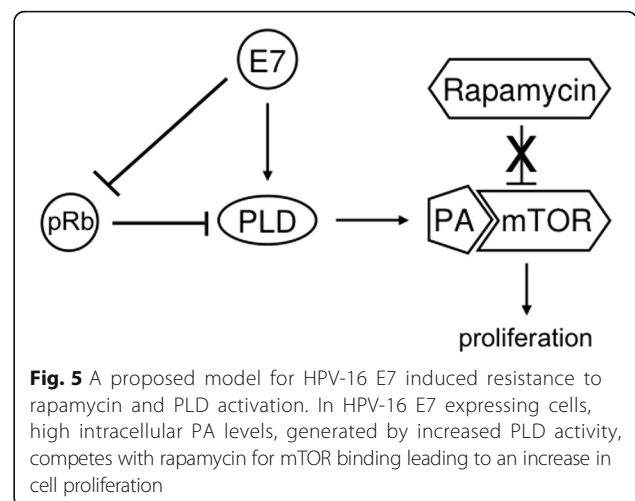 E7
Rapamycin
X
pRb
PLD
PA
mTOR
proliferation
Fig. 5 A proposed model for HPV-16 E7 induced resistance to
rapamycin and PLD activation. In HPV-16 E7 expressing cells,
high intracellular PA levels, generated by increased PLD activity,
competes with rapamycin for mTOR binding leading to an increase in
cell proliferation